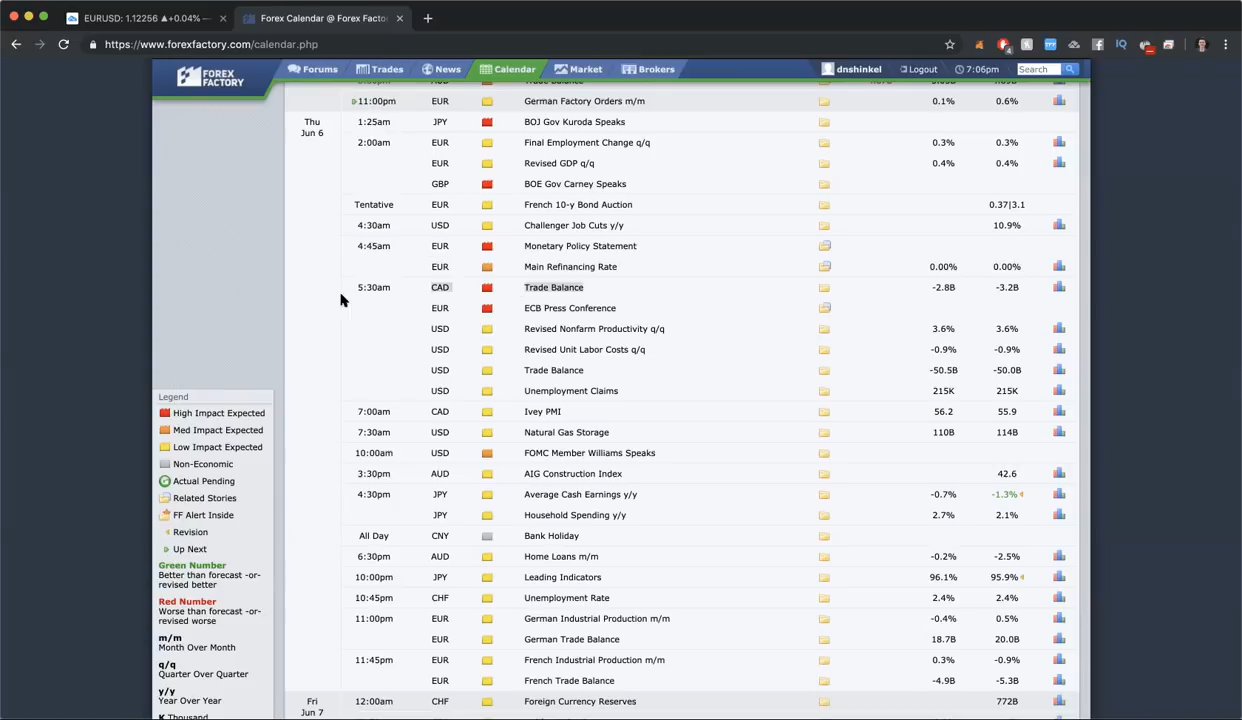 EURUSD: 1.12256 ▲+0.04% — × Forex Calendar @ Forex Facto × +
https://www.forexfactory.com/calendar.php
FOREX FACTORY Forums Trades News Calendar Market Brokers dnshinkel Logout 7:06pm Search
11:00pm EUR German Factory Orders m/m 0.1% 0.6%
Thu Jun 6 1:25am JPY BOJ Gov Kuroda Speaks
2:00am EUR Final Employment Change q/q 0.3% 0.3%
EUR Revised GDP q/q 0.4% 0.4%
GBP BOE Gov Carney Speaks
Tentative EUR French 10-y Bond Auction 0.37|3.1
4:30am USD Challenger Job Cuts y/y 10.9%
4:45am EUR Monetary Policy Statement
EUR Main Refinancing Rate 0.00% 0.00%
5:30am CAD Trade Balance -2.8B -3.2B
EUR ECB Press Conference
USD Revised Nonfarm Productivity q/q 3.6% 3.6%
USD Revised Unit Labor Costs q/q -0.9% -0.9%
USD Trade Balance -50.5B -50.0B
USD Unemployment Claims 215K 215K
7:00am CAD Ivey PMI 56.2 55.9
7:30am USD Natural Gas Storage 110B 114B
10:00am USD FOMC Member Williams Speaks
3:30pm AUD AIG Construction Index 42.6
4:30pm JPY Average Cash Earnings y/y -0.7% -1.3%
JPY Household Spending y/y 2.7% 2.1%
All Day CNY Bank Holiday
6:30pm AUD Home Loans m/m -0.2% -2.5%
10:00pm JPY Leading Indicators 96.1% 95.9%
10:45pm CHF Unemployment Rate 2.4% 2.4%
11:00pm EUR German Industrial Production m/m -0.4% 0.5%
EUR German Trade Balance 18.7B 20.0B
11:45pm EUR French Industrial Production m/m 0.3% -0.9%
EUR French Trade Balance -4.9B -5.3B
Fri Jun 7 12:00am CHF Foreign Currency Reserves 772B
Legend
High Impact Expected
Med Impact Expected
Low Impact Expected
Non-Economic
Actual Pending
Related Stories
FF Alert Inside
Revision
Up Next
Green Number
Better than forecast -or-
revised better
Red Number
Worse than forecast -or-
revised worse
m/m
Month Over Month
q/q
Quarter Over Quarter
y/y
Year Over Year
K Thousand